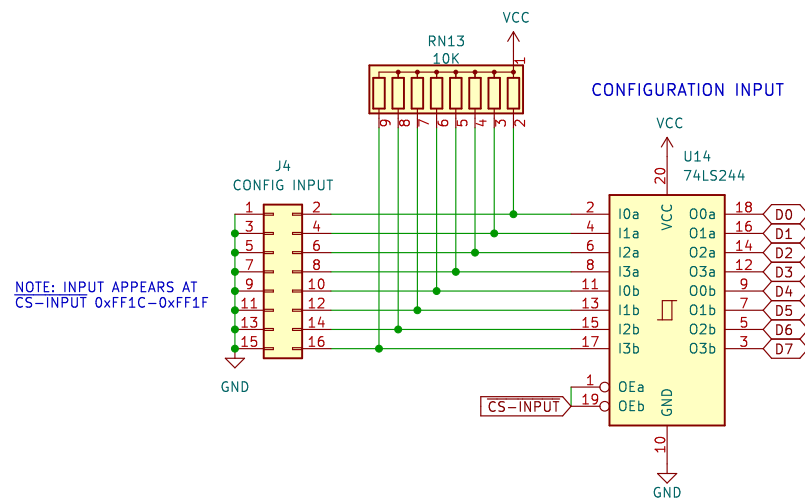 VCC
RN13
10K
1
9 8 7 6 5 4 3 2
CONFIGURATION INPUT
VCC
U14
74LS244
20
VCC
J4
CONFIG INPUT
1 2 2 I0a O0a 18 D0
3 4 4 I1a O1a 16 D1
5 6 6 I2a O2a 14 D2
7 8 8 I3a O3a 12 D3
9 10 11 I0b O0b 9 D4
11 12 13 I1b O1b 7 D5
13 14 15 I2b O2b 5 D6
15 16 17 I3b O3b 3 D7
NOTE: INPUT APPEARS AT
CS-INPUT 0xFF1C-0xFF1F
GND
1 OEa
CS-INPUT 19 OEb
GND
10
GND